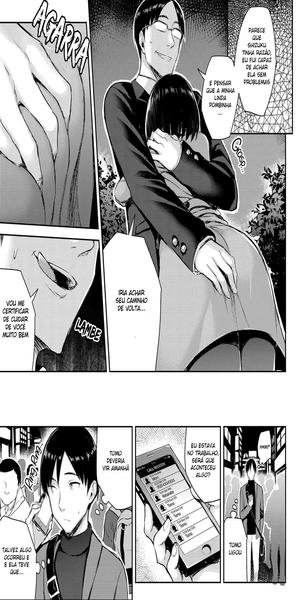 PARECE
QUE
SHIZUKU
TINHA RAZÃO,
EU FUI CAPAZ
DE ACHAR
ELA SEM
PROBLEMAS
E PENSAR
QUE A MINHA
LINDA
POMBINHA
...
AGARRA
IRIA ACHAR
SEU CAMINHO
DE VOLTA...
VOU ME
CERTIFICAR
DE CUIDAR
DE VOCÊ
MUITO BEM
LAMBE
TOMO
LIGOU
EU ESTAVA
NO TRABALHO,
SERÁ QUE
ACONTECEU
ALGO?
TOMO
DEVERIA
VIR AMANHÃ
TALVEZ ALGO
OCORREU E
E ELA TEVE
QUE...